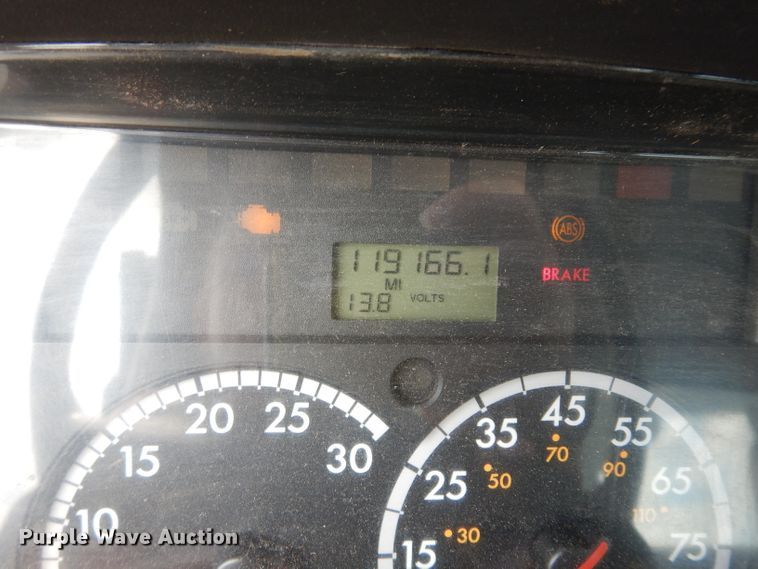 ABS
119166.1
MI
BRAKE
13.8 VOLTS
10 15 20 25 30
15 25 35 45 55 65 75
30 50 70 90 110
Purple Wave Auction